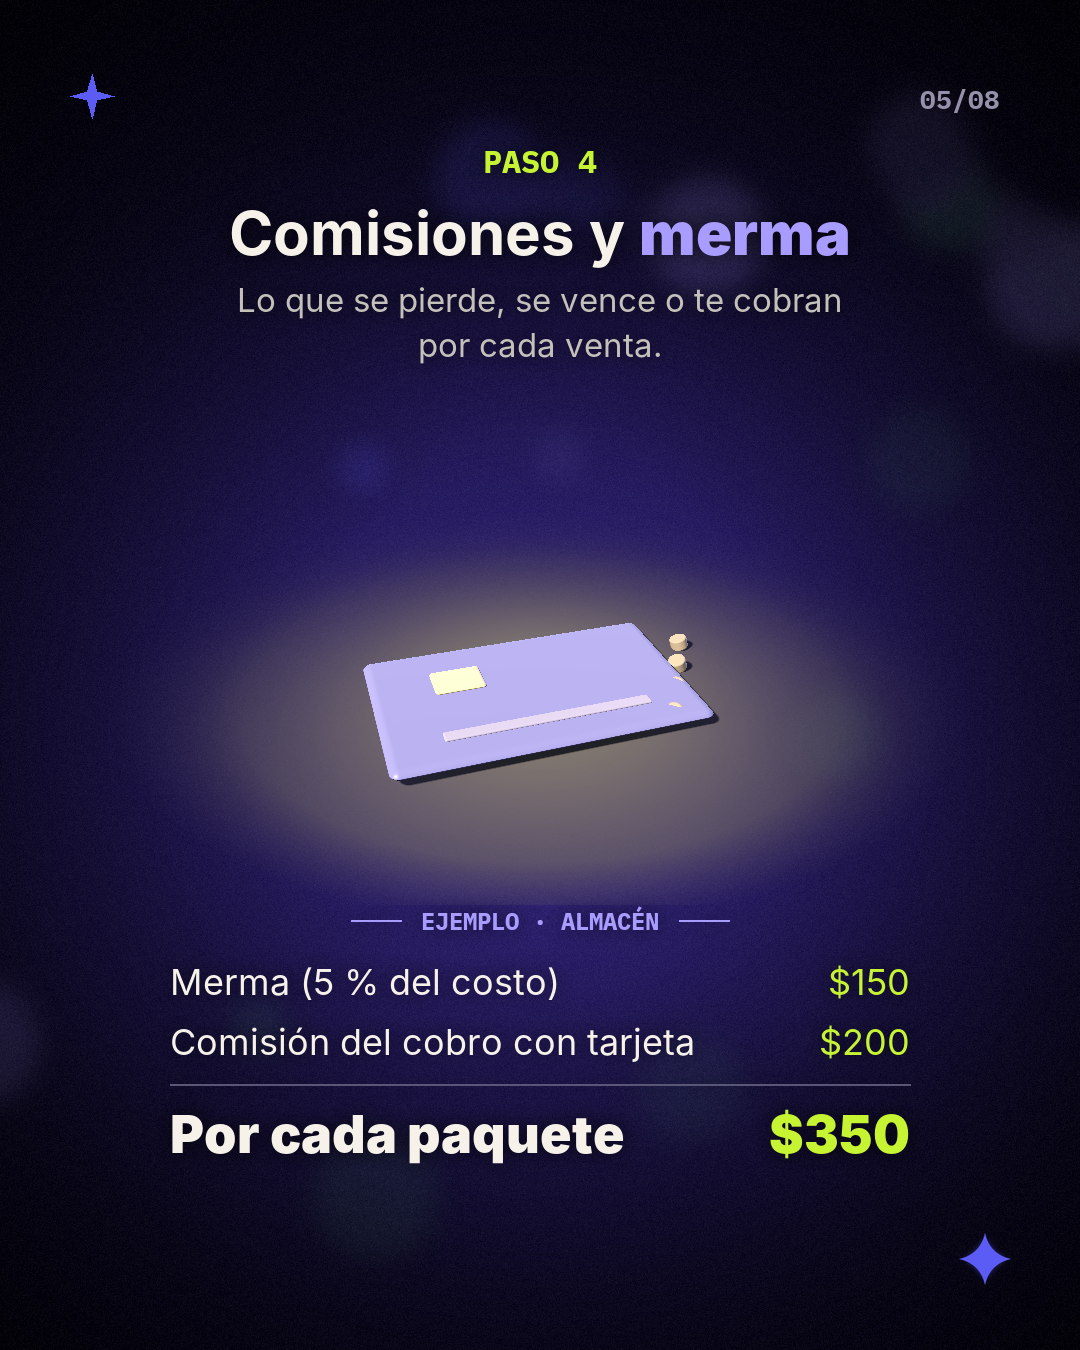 05/08
PASO 4
Comisiones y merma
Lo que se pierde, se vence o te cobran
por cada venta.
EJEMPLO · ALMACÉN
Merma (5 % del costo) $150
Comisión del cobro con tarjeta $200
Por cada paquete $350